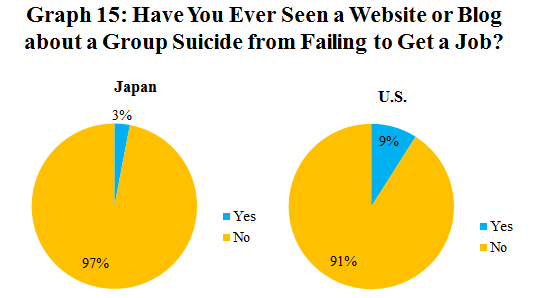 Graph 15: Have You Ever Seen a Website or Blog
about a Group Suicide from Failing to Get a Job?
Japan
3%
97%
Yes
No
U.S.
9%
91%
Yes
No